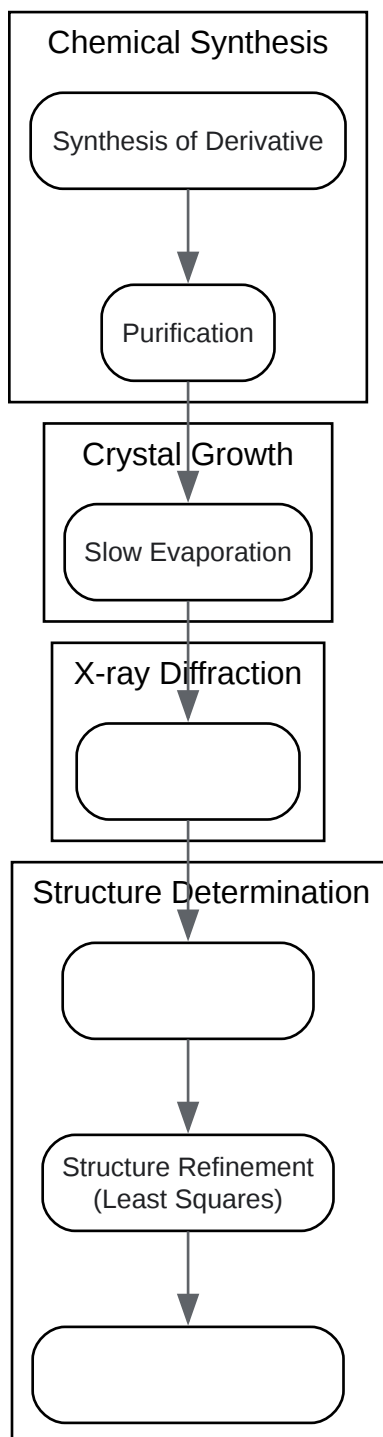 Chemical Synthesis
Synthesis of Derivative
Purification
Crystal Growth
Slow Evaporation
X-ray Diffraction
Structure Determination
Structure Refinement
(Least Squares)